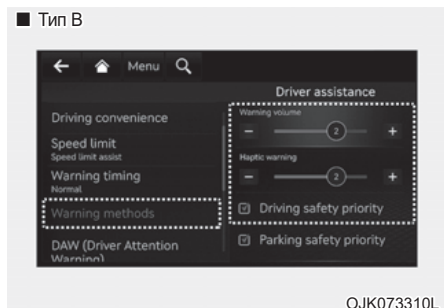 ■ Тип B
Menu
Driver assistance
Driving convenience
Speed limit
Speed limit assist
Warning timing
Normal
Warning methods
DAW (Driver Attention
Warning)
Warning volume
− 2 +
Haptic warning
− 2 +
Driving safety priority
Parking safety priority
OJK073310L